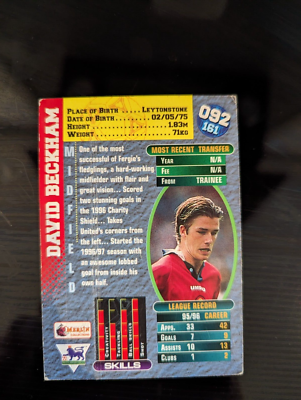 PLACE OF BIRTH ..... LEYTONSTONE
DATE OF BIRTH ..... 02/05/75
HEIGHT ..... 1.83M
WEIGHT ..... 71KG
092
161
DAVID BECKHAM
MIDFIELD
One of the most
successful of Fergie's
fledglings, a hard-working
midfielder with flair and
great vision... Scored
two stunning goals in
the 1996 Charity
Shield... Takes
United's corners from
the left... Started the
1996/97 season with
an awesome lobbed
goal from inside his
own half.
MOST RECENT TRANSFER
YEAR N/A
FEE N/A
FROM TRAINEE
LEAGUE RECORD
95/96 CAREER
APPS. 33 42
GOALS 7 9
ASSISTS 10 13
CLUBS 1 2
MERLIN
SKILLS